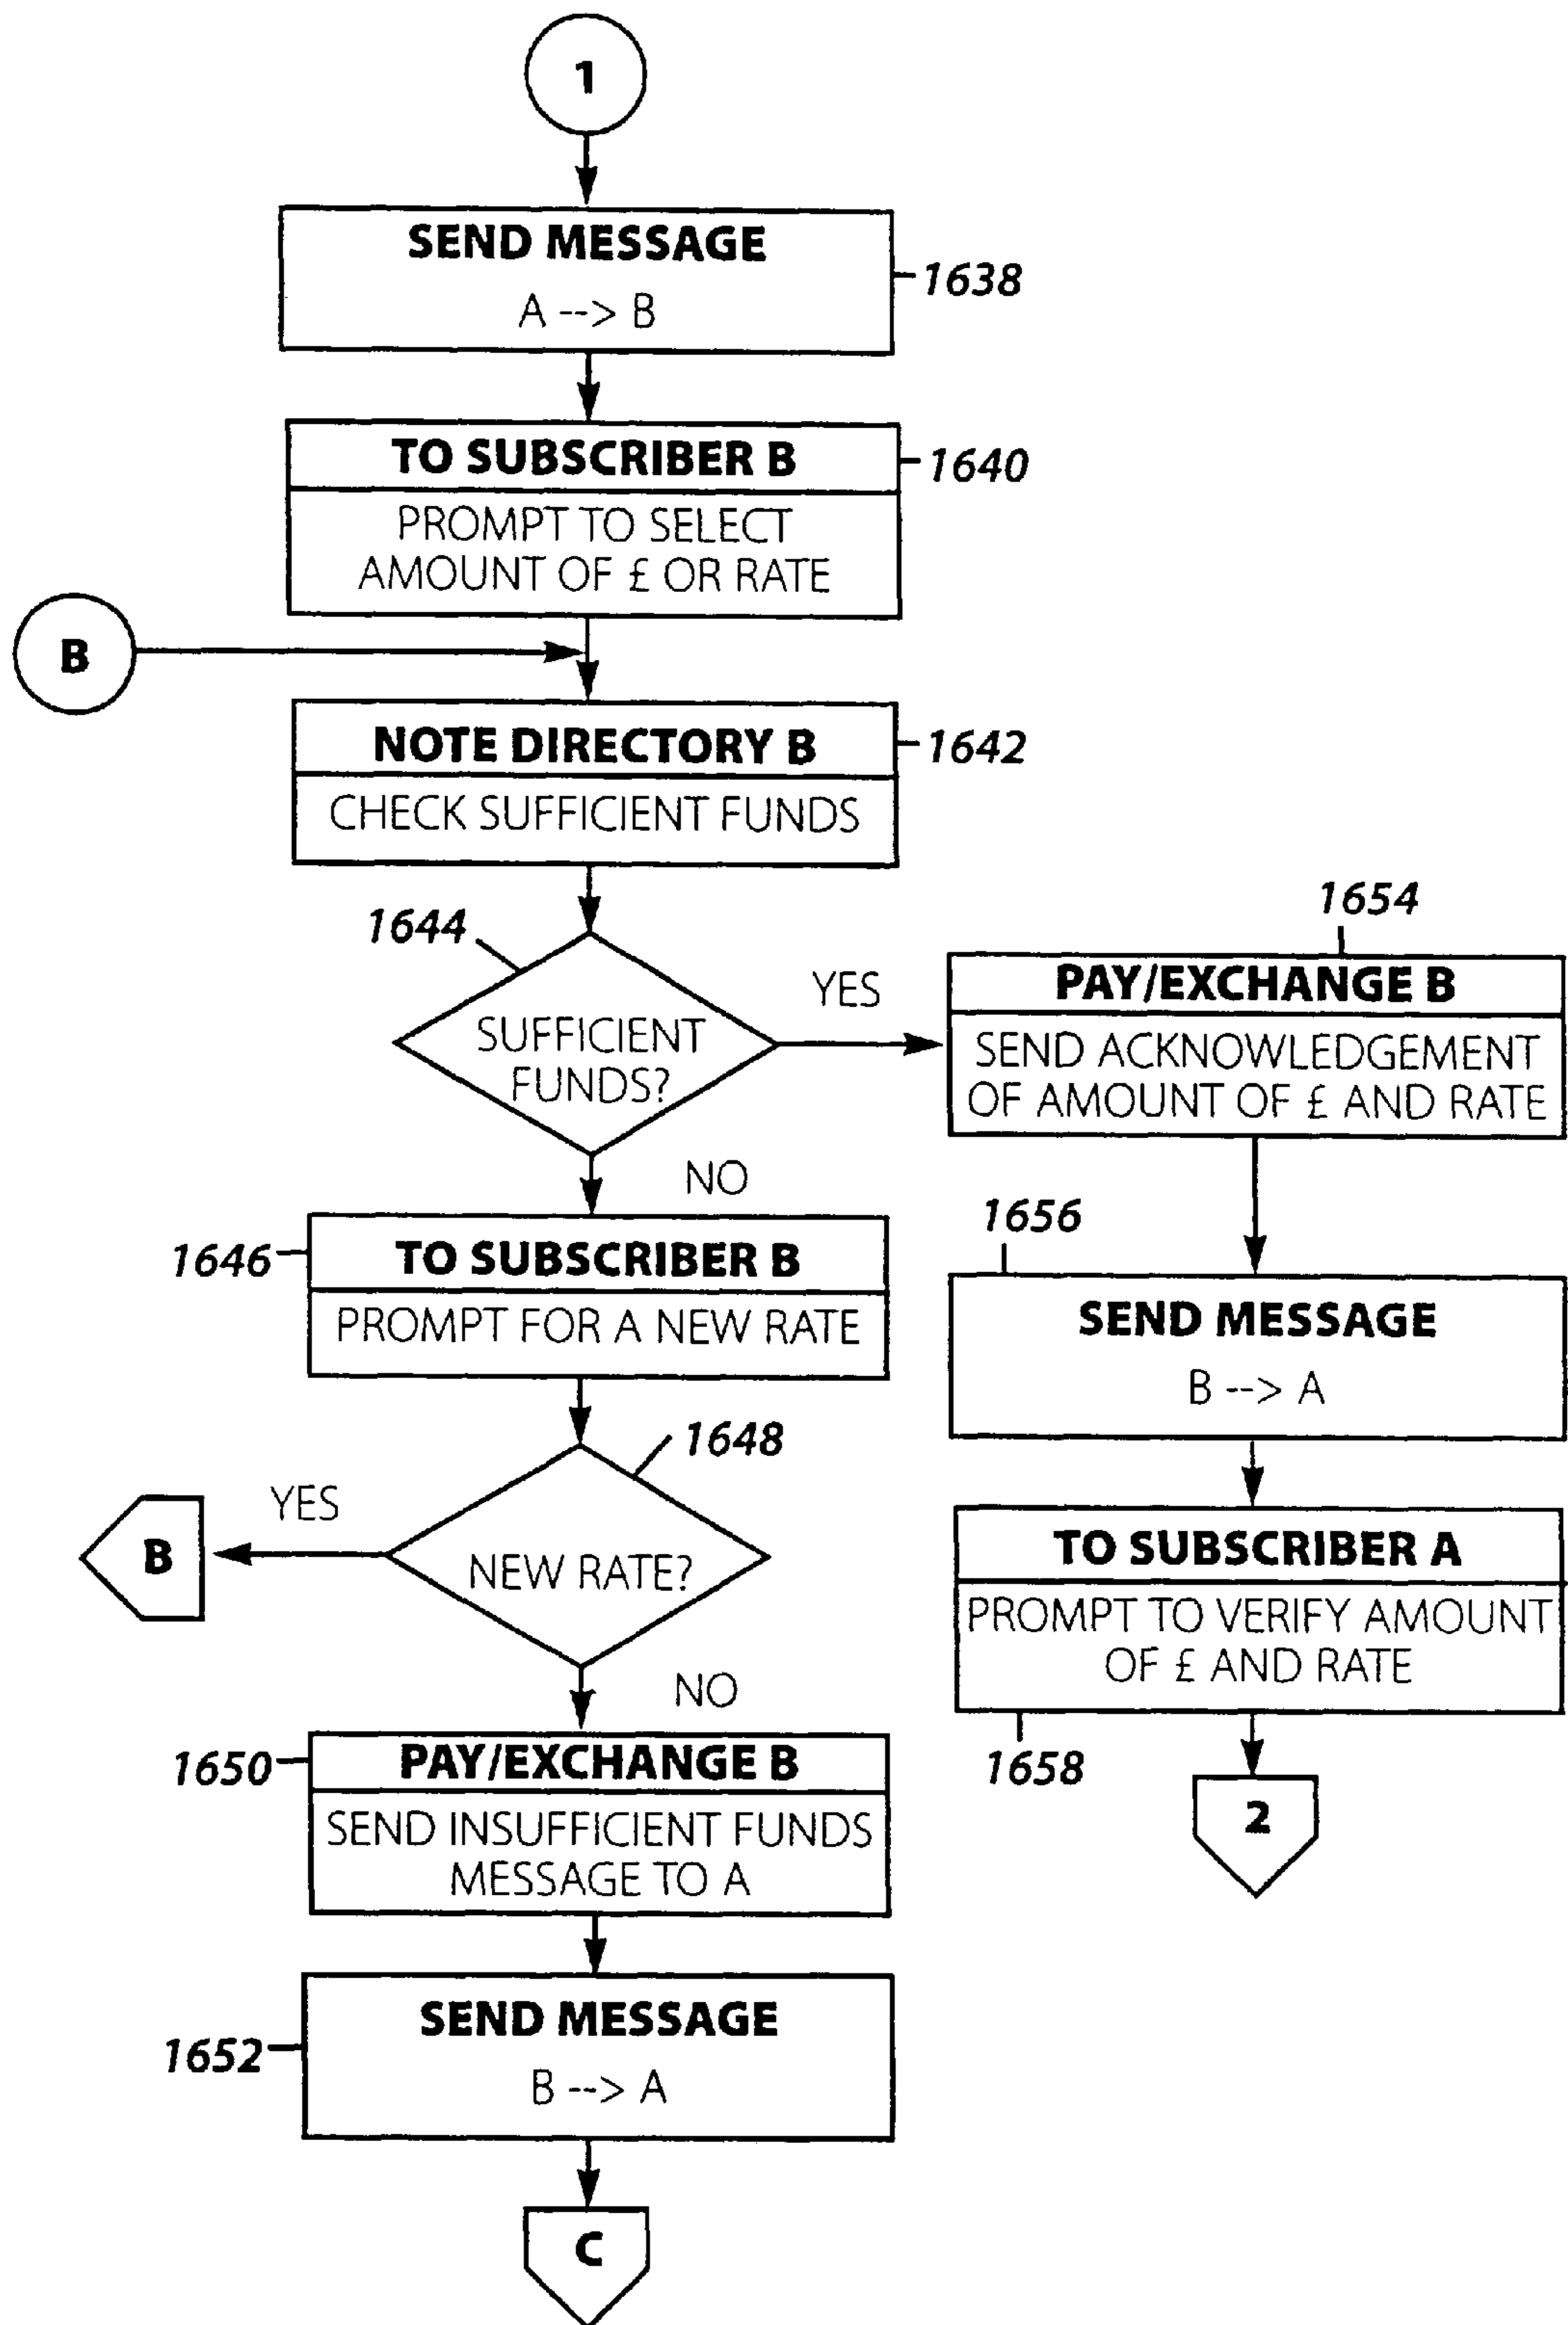 1
SEND MESSAGE
A --> B
1638
TO SUBSCRIBER B
1640
PROMPT TO SELECT
AMOUNT OF £ OR RATE
B
NOTE DIRECTORY B
1642
CHECK SUFFICIENT FUNDS
1644
SUFFICIENT
FUNDS?
YES
NO
1654
PAY/EXCHANGE B
SEND ACKNOWLEDGEMENT
OF AMOUNT OF £ AND RATE
1646
TO SUBSCRIBER B
PROMPT FOR A NEW RATE
1656
SEND MESSAGE
B --> A
1648
NEW RATE?
YES
B
NO
TO SUBSCRIBER A
PROMPT TO VERIFY AMOUNT
OF £ AND RATE
1658
2
1650
PAY/EXCHANGE B
SEND INSUFFICIENT FUNDS
MESSAGE TO A
1652
SEND MESSAGE
B --> A
C